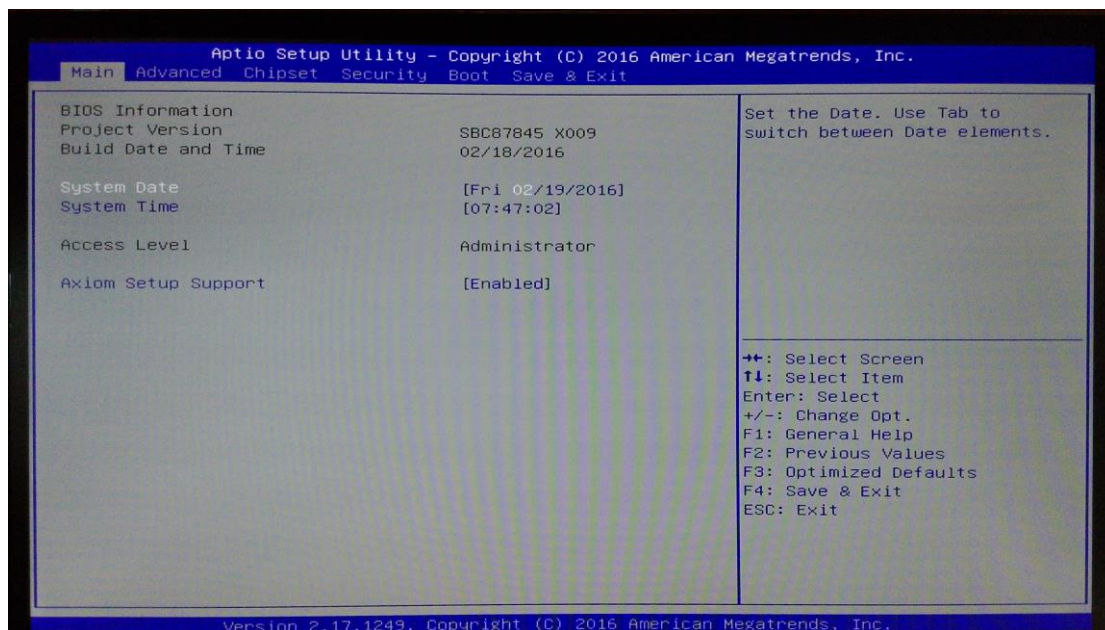 Aptio Setup Utility – Copyright (C) 2016 American Megatrends, Inc.
Main Advanced Chipset Security Boot Save & Exit
BIOS Information
Project Version SBC87845 X009
Build Date and Time 02/18/2016
System Date [Fri 02/19/2016]
System Time [07:47:02]
Access Level Administrator
Axiom Setup Support [Enabled]
Set the Date. Use Tab to
switch between Date elements.
→←: Select Screen
↑↓: Select Item
Enter: Select
+/-: Change Opt.
F1: General Help
F2: Previous Values
F3: Optimized Defaults
F4: Save & Exit
ESC: Exit
Version 2.17.1249. Copyright (C) 2016 American Megatrends, Inc.